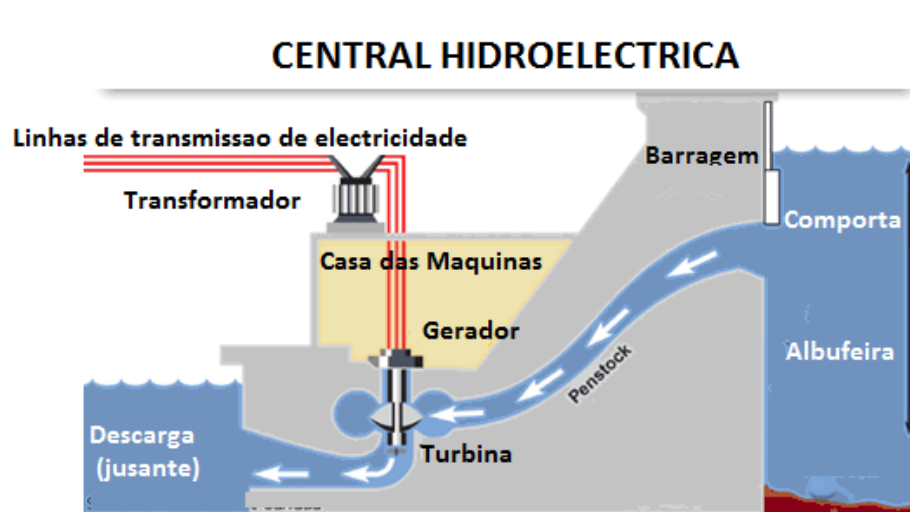 CENTRAL HIDROELECTRICA
Linhas de transmissao de electricidade
Barragem
Transformador
Comporta
Casa das Maquinas
Gerador
Albufeira
Penstock
Descarga
(jusante)
Turbina